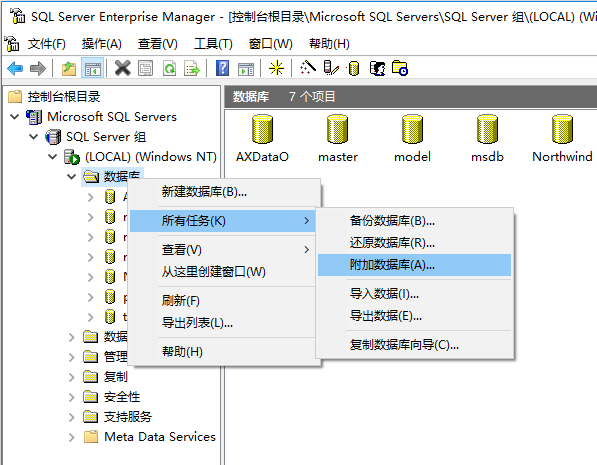 SQL Server Enterprise Manager - [控制台根目录\Microsoft SQL Servers\SQL Server 组\(LOCAL) (Wi
文件(F) 操作(A) 查看(V) 工具(T) 窗口(W) 帮助(H)
控制台根目录
Microsoft SQL Servers
SQL Server 组
(LOCAL) (Windows NT)
数据库
A
r
r
r
N
p
t
数据
管理
复制
安全性
支持服务
Meta Data Services
数据库 7 个项目
AXDataO master model msdb Northwind
新建数据库(B)...
所有任务(K)
查看(V)
从这里创建窗口(W)
刷新(F)
导出列表(L)...
帮助(H)
备份数据库(B)...
还原数据库(R)...
附加数据库(A)...
导入数据(I)...
导出数据(E)...
复制数据库向导(C)...